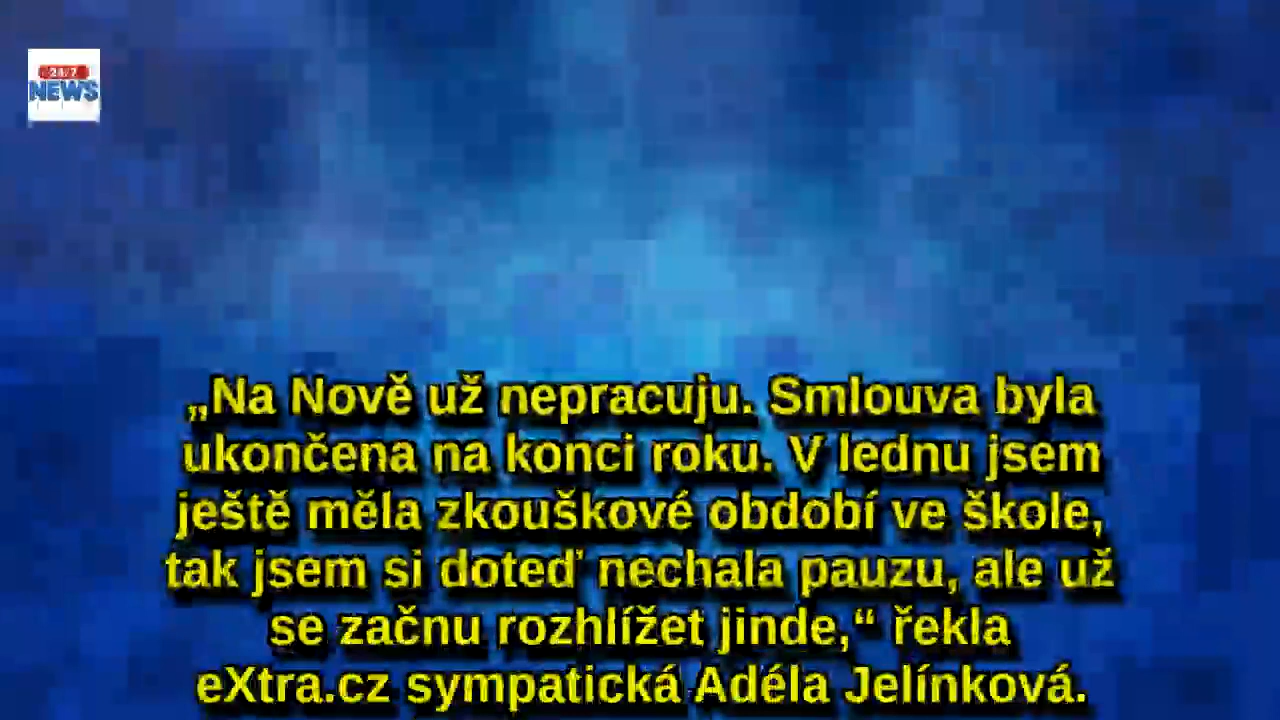 24/7
NEWS
„Na Nově už nepracuju. Smlouva byla
ukončena na konci roku. V lednu jsem
ještě měla zkouškové období ve škole,
tak jsem si doteď nechala pauzu, ale už
se začnu rozhlížet jinde,“ řekla
eXtra.cz sympatická Adéla Jelínková.